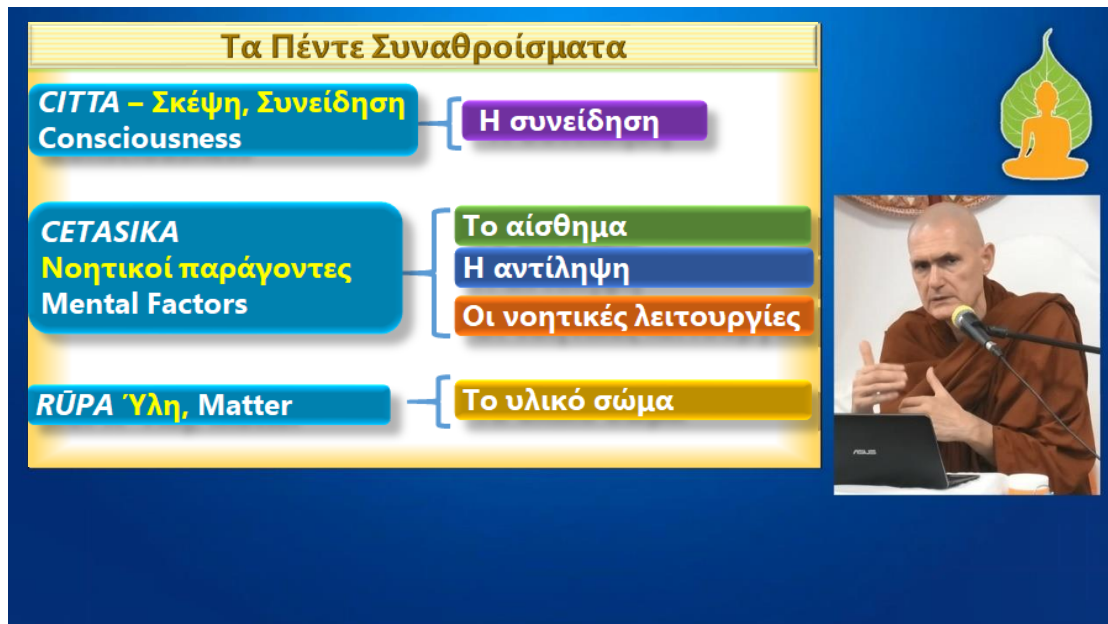 Τα Πέντε Συναθροίσματα
CITTA – Σκέψη, Συνείδηση
Consciousness
Η συνείδηση
CETASIKA
Νοητικοί παράγοντες
Mental Factors
Το αίσθημα
Η αντίληψη
Οι νοητικές λειτουργίες
RŪPA Ύλη, Matter
Το υλικό σώμα
ASUS